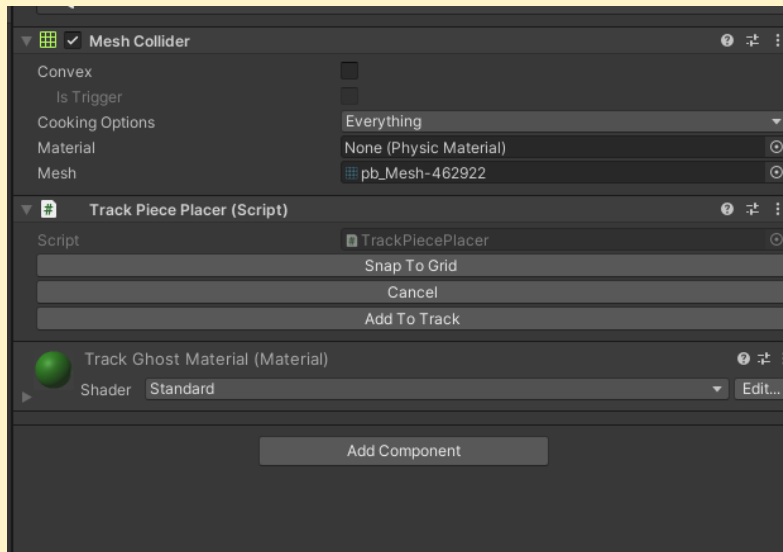 Mesh Collider
Convex
Is Trigger
Cooking Options Everything
Material None (Physic Material)
Mesh pb_Mesh-462922
# Track Piece Placer (Script)
Script # TrackPiecePlacer
Snap To Grid
Cancel
Add To Track
Track Ghost Material (Material)
Shader Standard Edit...
Add Component